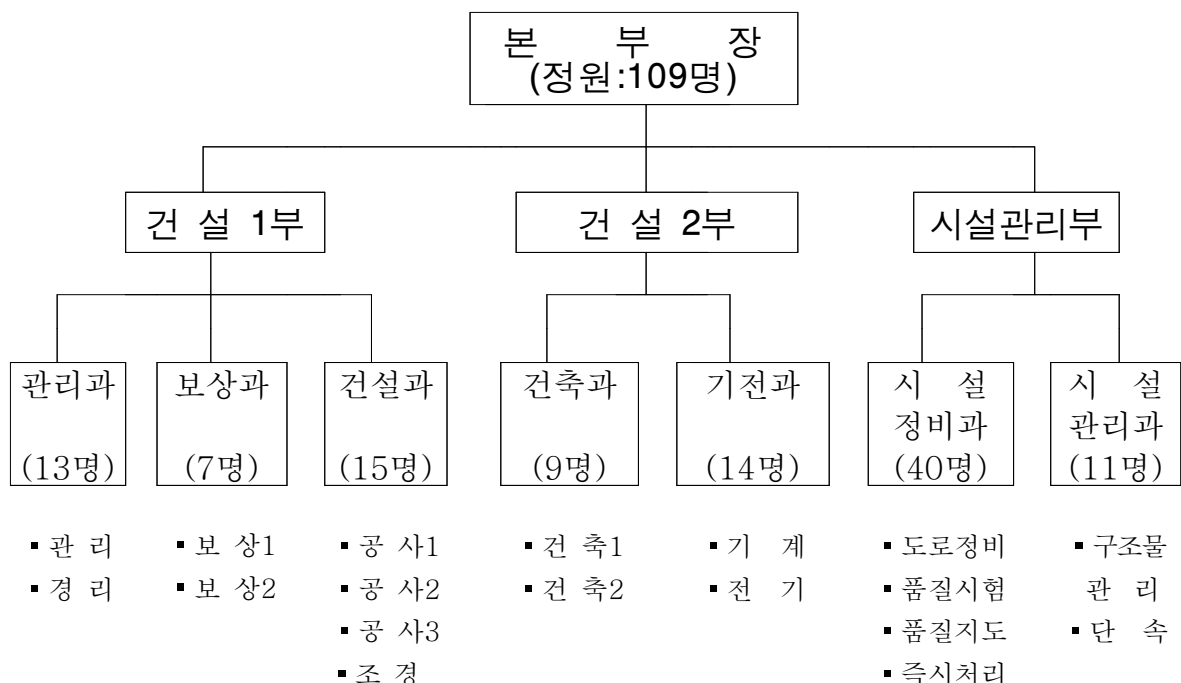 본 부 장
(정원:109명)
건 설 1부
건 설 2부
시설관리부
관리과
(13명)
보상과
(7명)
건설과
(15명)
건축과
(9명)
기전과
(14명)
시 설
정비과
(40명)
시 설
관리과
(11명)
▪관 리
▪경 리
▪보 상1
▪보 상2
▪공 사1
▪공 사2
▪공 사3
▪조 경
▪건 축1
▪건 축2
▪기 계
▪전 기
▪도로정비
▪품질시험
▪품질지도
▪즉시처리
▪구조물
관 리
▪단 속